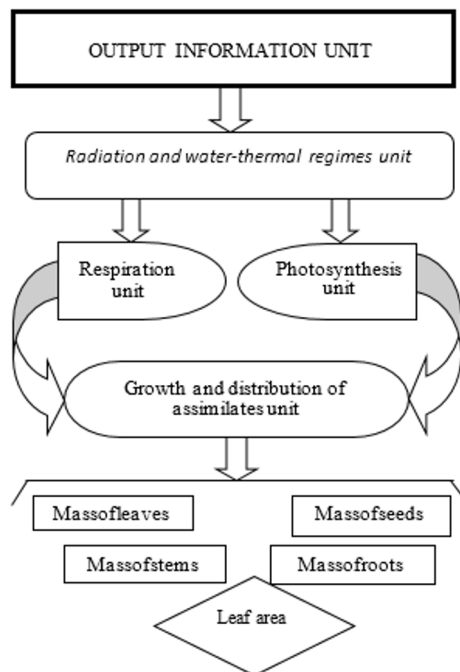 OUTPUT INFORMATION UNIT
Radiation and water-thermal regimes unit
Respiration
unit
Photosynthesis
unit
Growth and distribution of
assimilates unit
Massofleaves
Massofseeds
Massofstems
Massofroots
Leaf area